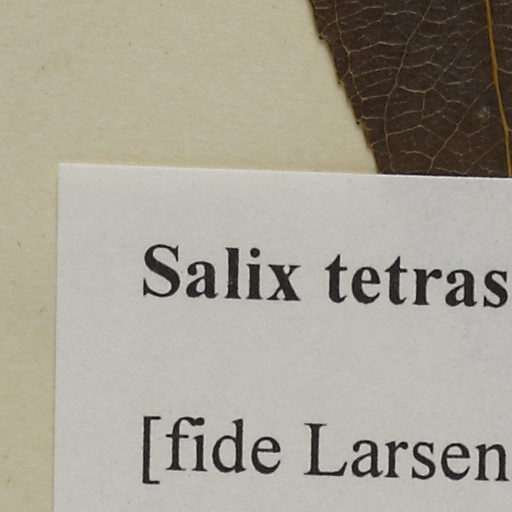 Salix tetras
[fide Larsen